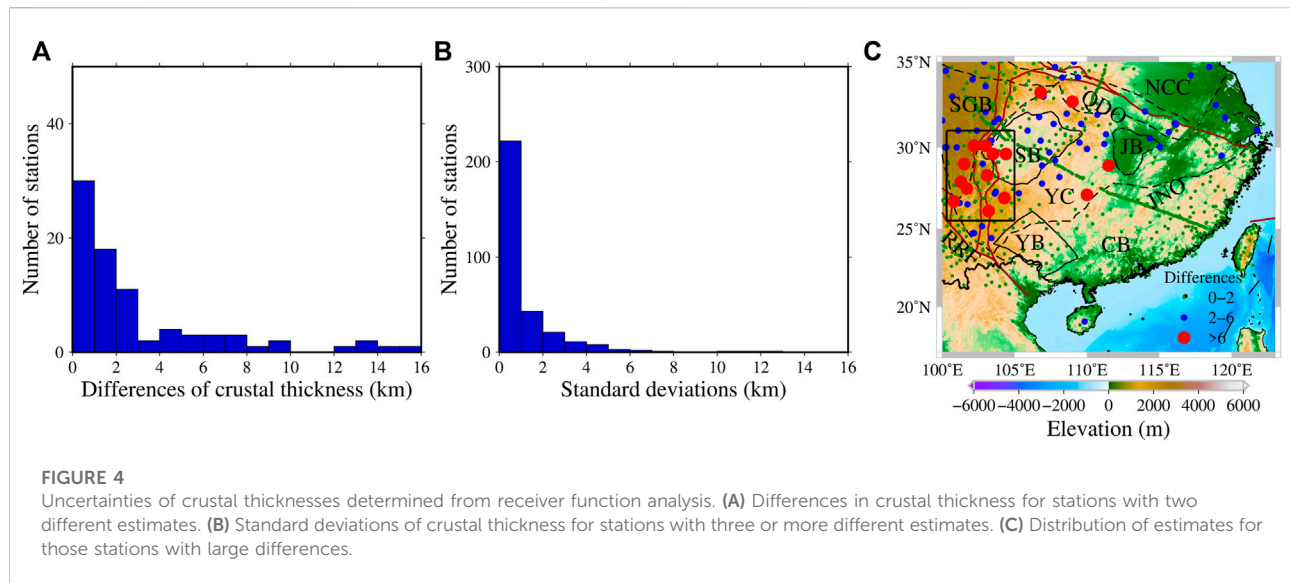 A
B
C
Number of stations
40
20
0
0 2 4 6 8 10 12 14 16
Differences of crustal thickness (km)
Number of stations
300
200
100
0
0 2 4 6 8 10 12 14 16
Standard deviations (km)
35°N
30°N
25°N
20°N
100°E 105°E 110°E 115°E 120°E
SGB
QDO
NCC
SB
JB
YC
JNO
RRF
YB
CB
Differences
0−2
2−6
>6
−6000 −4000 −2000 0 2000 4000 6000
Elevation (m)
FIGURE 4
Uncertainties of crustal thicknesses determined from receiver function analysis. (A) Differences in crustal thickness for stations with two
different estimates. (B) Standard deviations of crustal thickness for stations with three or more different estimates. (C) Distribution of estimates for
those stations with large differences.